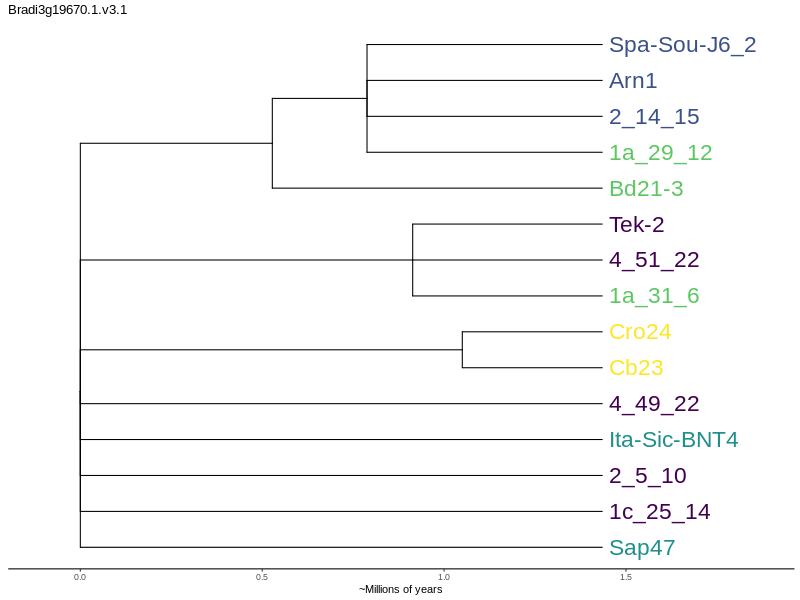 Bradi3g19670.1.v3.1
Spa-Sou-J6_2
Arn1
2_14_15
1a_29_12
Bd21-3
Tek-2
4_51_22
1a_31_6
Cro24
Cb23
4_49_22
Ita-Sic-BNT4
2_5_10
1c_25_14
Sap47
0.0 0.5 1.0 1.5
~Millions of years